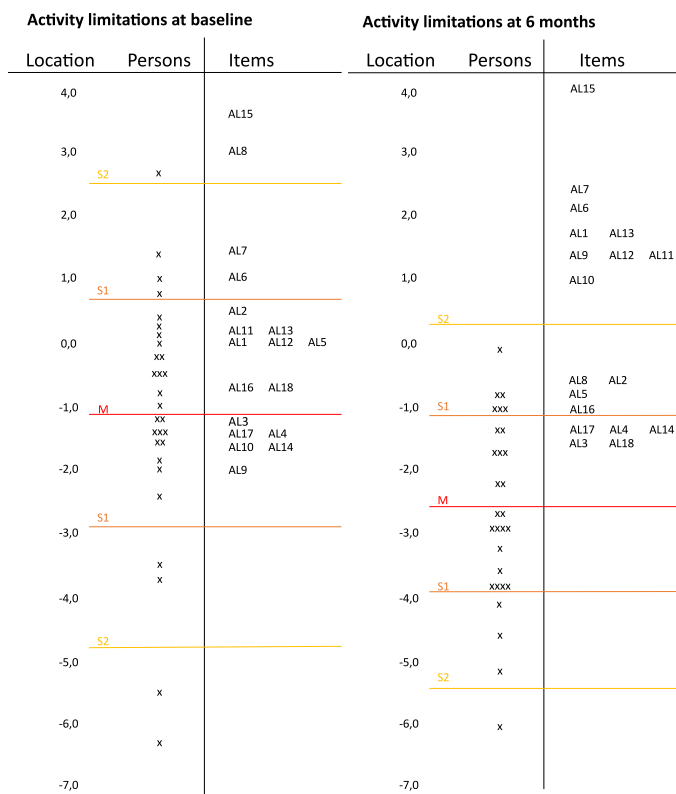 Activity limitations at baseline
Location Persons Items
4,0
AL15
3,0 AL8
S2 x
2,0
x AL7
1,0 x AL6
S1 x
x AL2
x
x AL11 AL13
0,0 x AL1 AL12 AL5
xx
xxx
x AL16 AL18
-1,0 x
M
xx AL3
xxx AL17 AL4
xx AL10 AL14
x
-2,0 x AL9
x
S1
-3,0
x
x
-4,0
S2
-5,0
x
-6,0
x
-7,0
Activity limitations at 6 months
Location Persons Items
4,0 AL15
3,0
AL7
2,0 AL6
AL1 AL13
AL9 AL12 AL11
1,0 AL10
S2
0,0 x
AL8 AL2
xx AL5
-1,0 S1 xxx AL16
xx AL17 AL4 AL14
xxx AL3 AL18
-2,0
xx
M
xx
-3,0 xxxx
x
x
S1 xxxx
-4,0 x
x
-5,0 x
S2
-6,0 x
-7,0